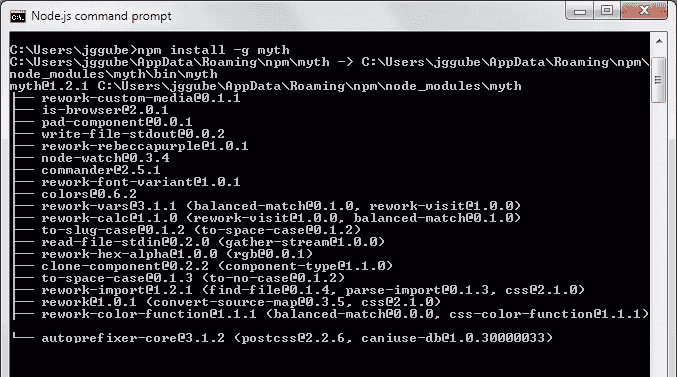 Node.js command prompt
C:\Users\jggube>npm install -g myth
C:\Users\jggube\AppData\Roaming\npm\myth -> C:\Users\jggube\AppData\Roaming\npm\
node_modules\myth\bin\myth
myth@1.2.1 C:\Users\jggube\AppData\Roaming\npm\node_modules\myth
├── rework-custom-media@0.1.1
├── is-browser@2.0.1
├── pad-component@0.0.1
├── write-file-stdout@0.0.2
├── rework-rebeccapurple@1.0.1
├── node-watch@0.3.4
├── commander@2.5.1
├── rework-font-variant@1.0.1
├── colors@0.6.2
├── rework-vars@3.1.1 (balanced-match@0.1.0, rework-visit@1.0.0)
├── rework-calc@1.1.0 (rework-visit@1.0.0, balanced-match@0.1.0)
├── to-slug-case@0.1.2 (to-space-case@0.1.2)
├── read-file-stdin@0.2.0 (gather-stream@1.0.0)
├── rework-hex-alpha@1.0.0 (rgb@0.0.1)
├── clone-component@0.2.2 (component-type@1.1.0)
├── to-space-case@0.1.3 (to-no-case@0.1.2)
├── rework-import@1.2.1 (find-file@0.1.4, parse-import@0.1.3, css@2.1.0)
├── rework@1.0.1 (convert-source-map@0.3.5, css@2.1.0)
├── rework-color-function@1.1.1 (balanced-match@0.0.0, css-color-function@1.1.1)
└── autoprefixer-core@3.1.2 (postcss@2.2.6, caniuse-db@1.0.30000033)